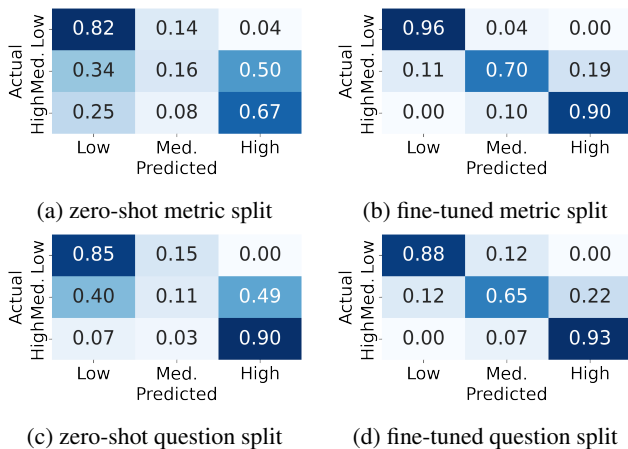 Actual
Low
0.82 0.14 0.04
Med.
0.34 0.16 0.50
High
0.25 0.08 0.67
Low Med. High
Predicted
(a) zero-shot metric split
Actual
Low
0.96 0.04 0.00
Med.
0.11 0.70 0.19
High
0.00 0.10 0.90
Low Med. High
Predicted
(b) fine-tuned metric split
Actual
Low
0.85 0.15 0.00
Med.
0.40 0.11 0.49
High
0.07 0.03 0.90
Low Med. High
Predicted
(c) zero-shot question split
Actual
Low
0.88 0.12 0.00
Med.
0.12 0.65 0.22
High
0.00 0.07 0.93
Low Med. High
Predicted
(d) fine-tuned question split